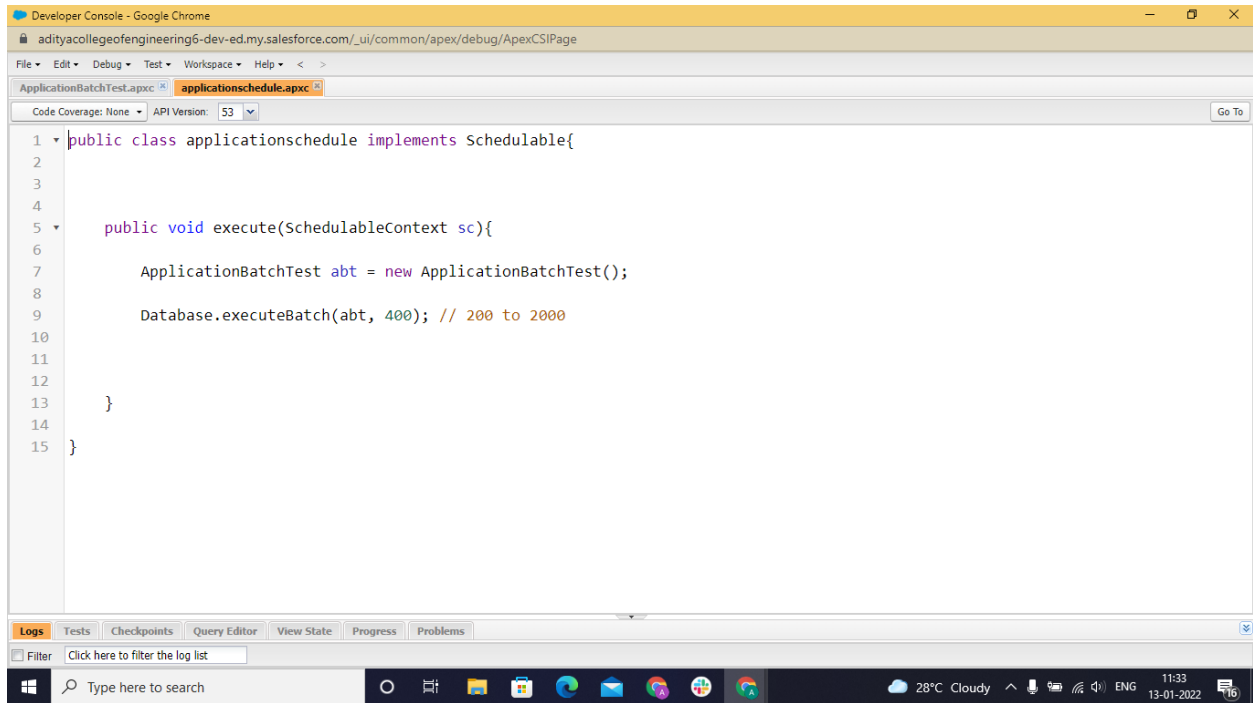 Developer Console - Google Chrome
adityacollegeofengineering6-dev-ed.my.salesforce.com/_ui/common/apex/debug/ApexCSIPage
File Edit Debug Test Workspace Help < >
ApplicationBatchTest.apxc applicationschedule.apxc
Code Coverage: None API Version: 53 Go To
1 public class applicationschedule implements Schedulable{
2
3
4
5 public void execute(SchedulableContext sc){
6
7 ApplicationBatchTest abt = new ApplicationBatchTest();
8
9 Database.executeBatch(abt, 400); // 200 to 2000
10
11
12
13 }
14
15 }
Logs Tests Checkpoints Query Editor View State Progress Problems
Filter Click here to filter the log list
Type here to search 28°C Cloudy ENG 11:33
13-01-2022 16